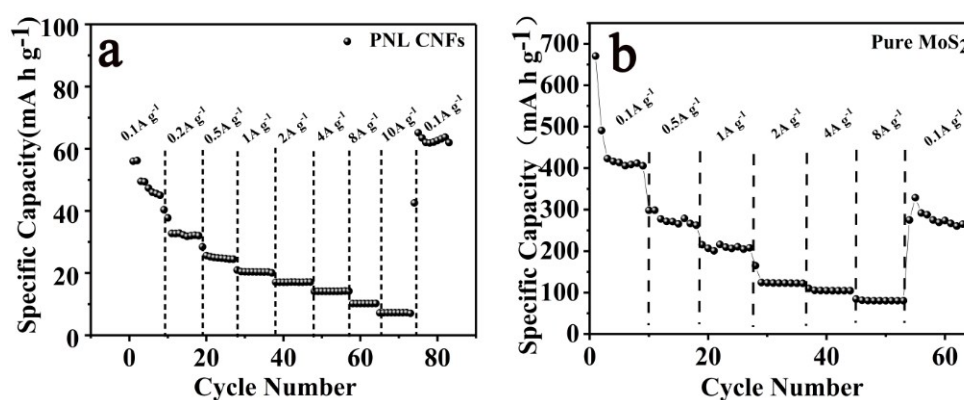 a
PNL CNFs
Specific Capacity(mA h g-1)
100
80
60
40
20
0
0.1A g-1
0.2A g-1
0.5A g-1
1A g-1
2A g-1
4A g-1
8A g-1
10A g-1
0.1A g-1
0 20 40 60 80
Cycle Number
b
Pure MoS2
Specific Capacity (mA h g-1)
700
600
500
400
300
200
100
0
0.1A g-1
0.5A g-1
1A g-1
2A g-1
4A g-1
8A g-1
0.1A g-1
0 20 40 60
Cycle Number